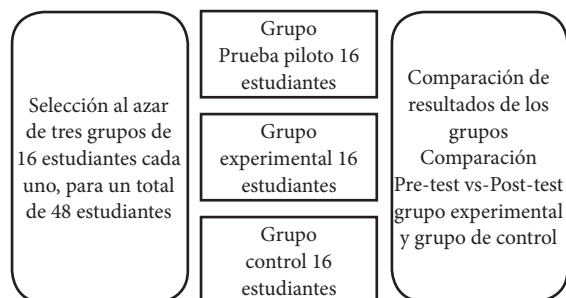 Selección al azar
de tres grupos de
16 estudiantes cada
uno, para un total
de 48 estudiantes
Grupo
Prueba piloto 16
estudiantes
Grupo
experimental 16
estudiantes
Grupo
control 16
estudiantes
Comparación de
resultados de los
grupos
Comparación
Pre-test vs-Post-test
grupo experimental
y grupo de control